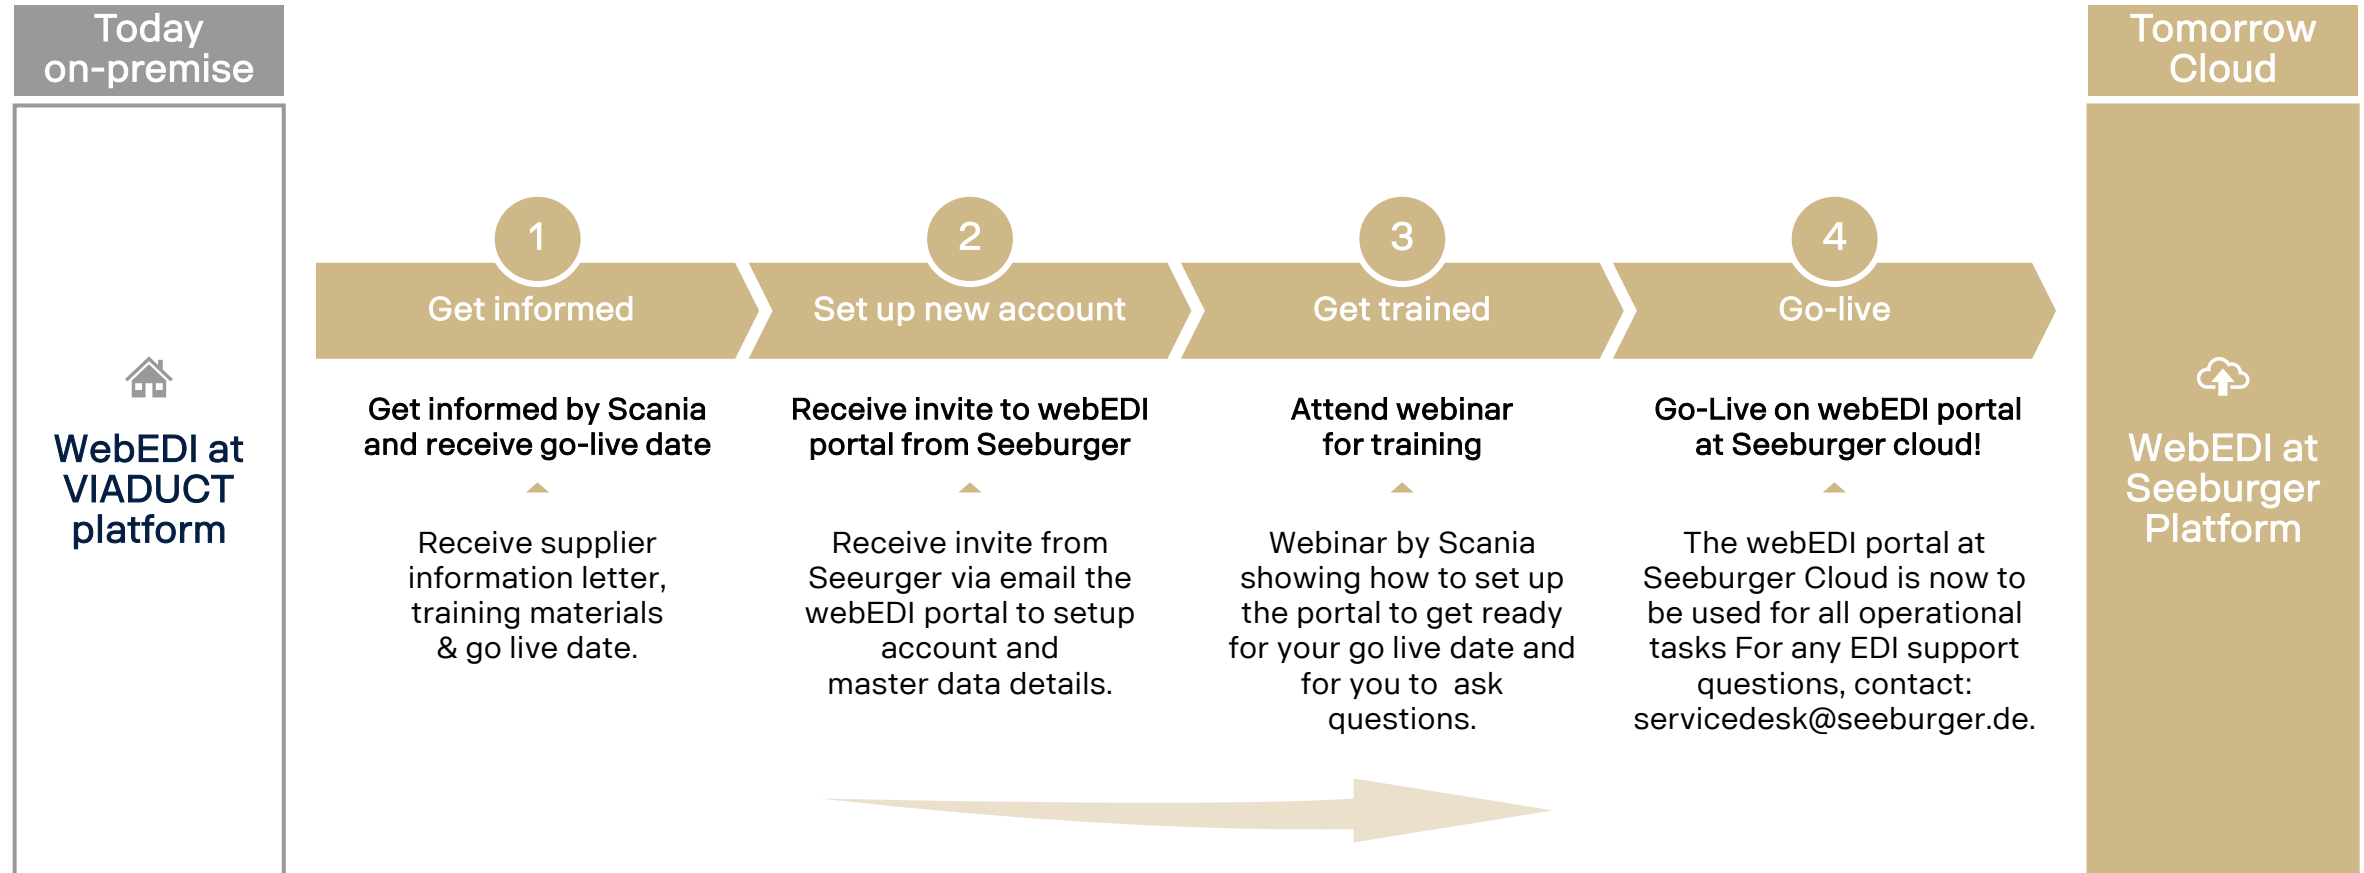 Today
on-premise
WebEDI at
VIADUCT
platform
1
Get informed
Get informed by Scania
and receive go-live date
Receive supplier
information letter,
training materials
& go live date.
2
Set up new account
Receive invite to webEDI
portal from Seeburger
Receive invite from
Seeurger via email the
webEDI portal to setup
account and
master data details.
3
Get trained
Attend webinar
for training
Webinar by Scania
showing how to set up
the portal to get ready
for your go live date and
for you to  ask
questions.
4
Go-live
Go-Live on webEDI portal
at Seeburger cloud!
The webEDI portal at
Seeburger Cloud is now to
be used for all operational
tasks For any EDI support
questions, contact:
servicedesk@seeburger.de.
Tomorrow
Cloud
WebEDI at
Seeburger
Platform